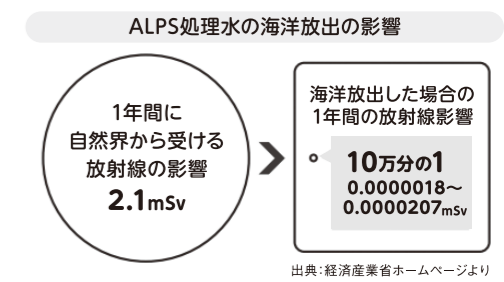 ALPS処理水の海洋放出の影響
1年間に
自然界から受ける
放射線の影響
2.1mSv
海洋放出した場合の
1年間の放射線影響
10万分の1
0.0000018〜
0.0000207mSv
出典：経済産業省ホームページより